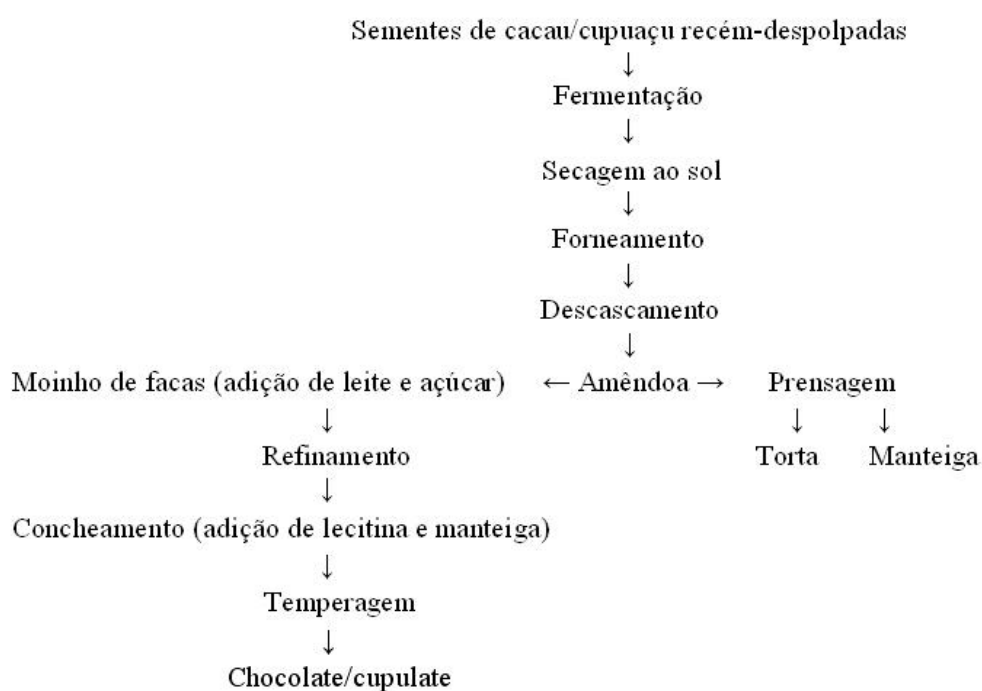 Sementes de cacau/cupuaçu recém-despolpadas
↓
Fermentação
↓
Secagem ao sol
↓
Forneamento
↓
Descascamento
↓
Moinho de facas (adição de leite e açúcar) ← Amêndoa → Prensagem
↓ ↓ ↓
Refinamento Torta Manteiga
↓
Concheamento (adição de lecitina e manteiga)
↓
Temperagem
↓
Chocolate/cupulate